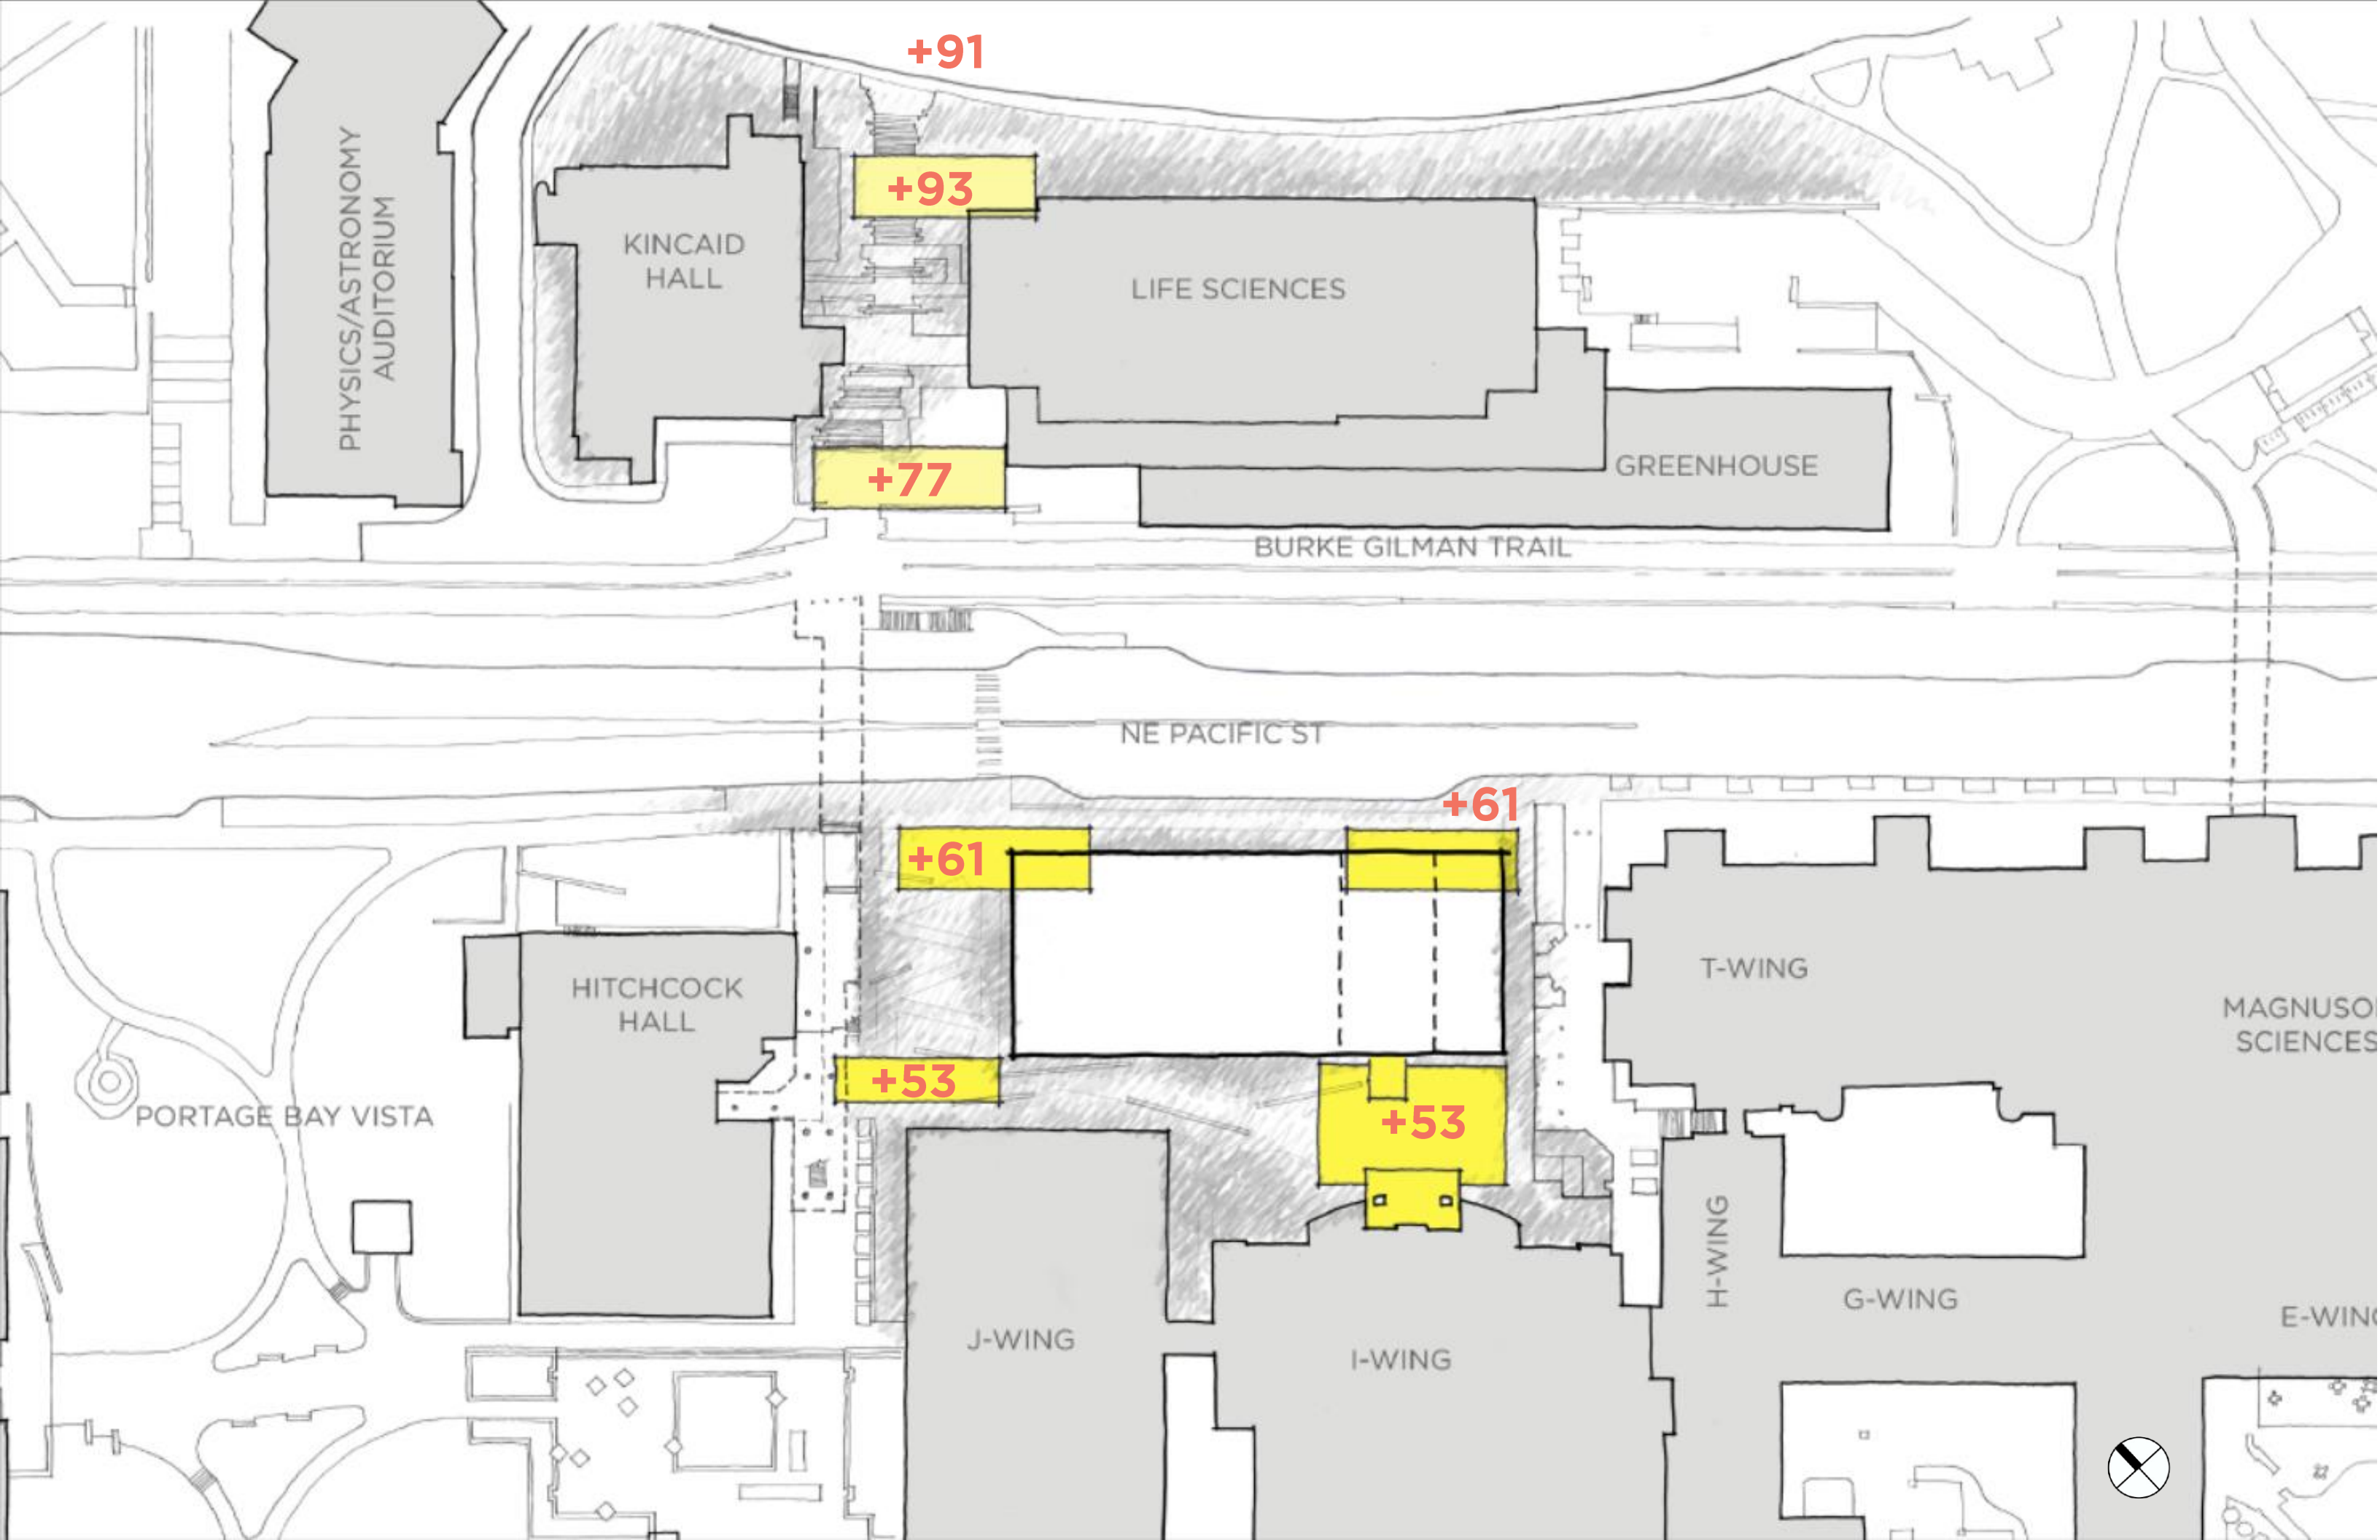 +91
+93
KINCAID
HALL
PHYSICS/ASTRONOMY
AUDITORIUM
LIFE SCIENCES
+77
GREENHOUSE
BURKE GILMAN TRAIL
NE PACIFIC ST
+61
+61
T-WING
HITCHCOCK
HALL
MAGNUSO
SCIENCES
+53
PORTAGE BAY VISTA
+53
H-WING
G-WING
E-WING
J-WING
I-WING